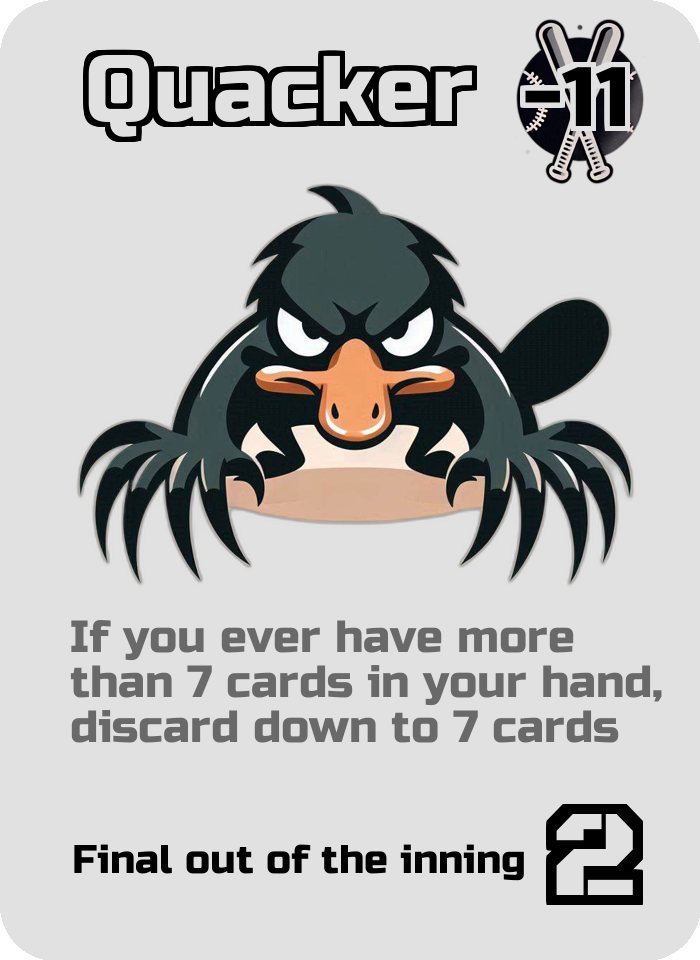 Quacker
-11
If you ever have more
than 7 cards in your hand,
discard down to 7 cards
Final out of the inning
2